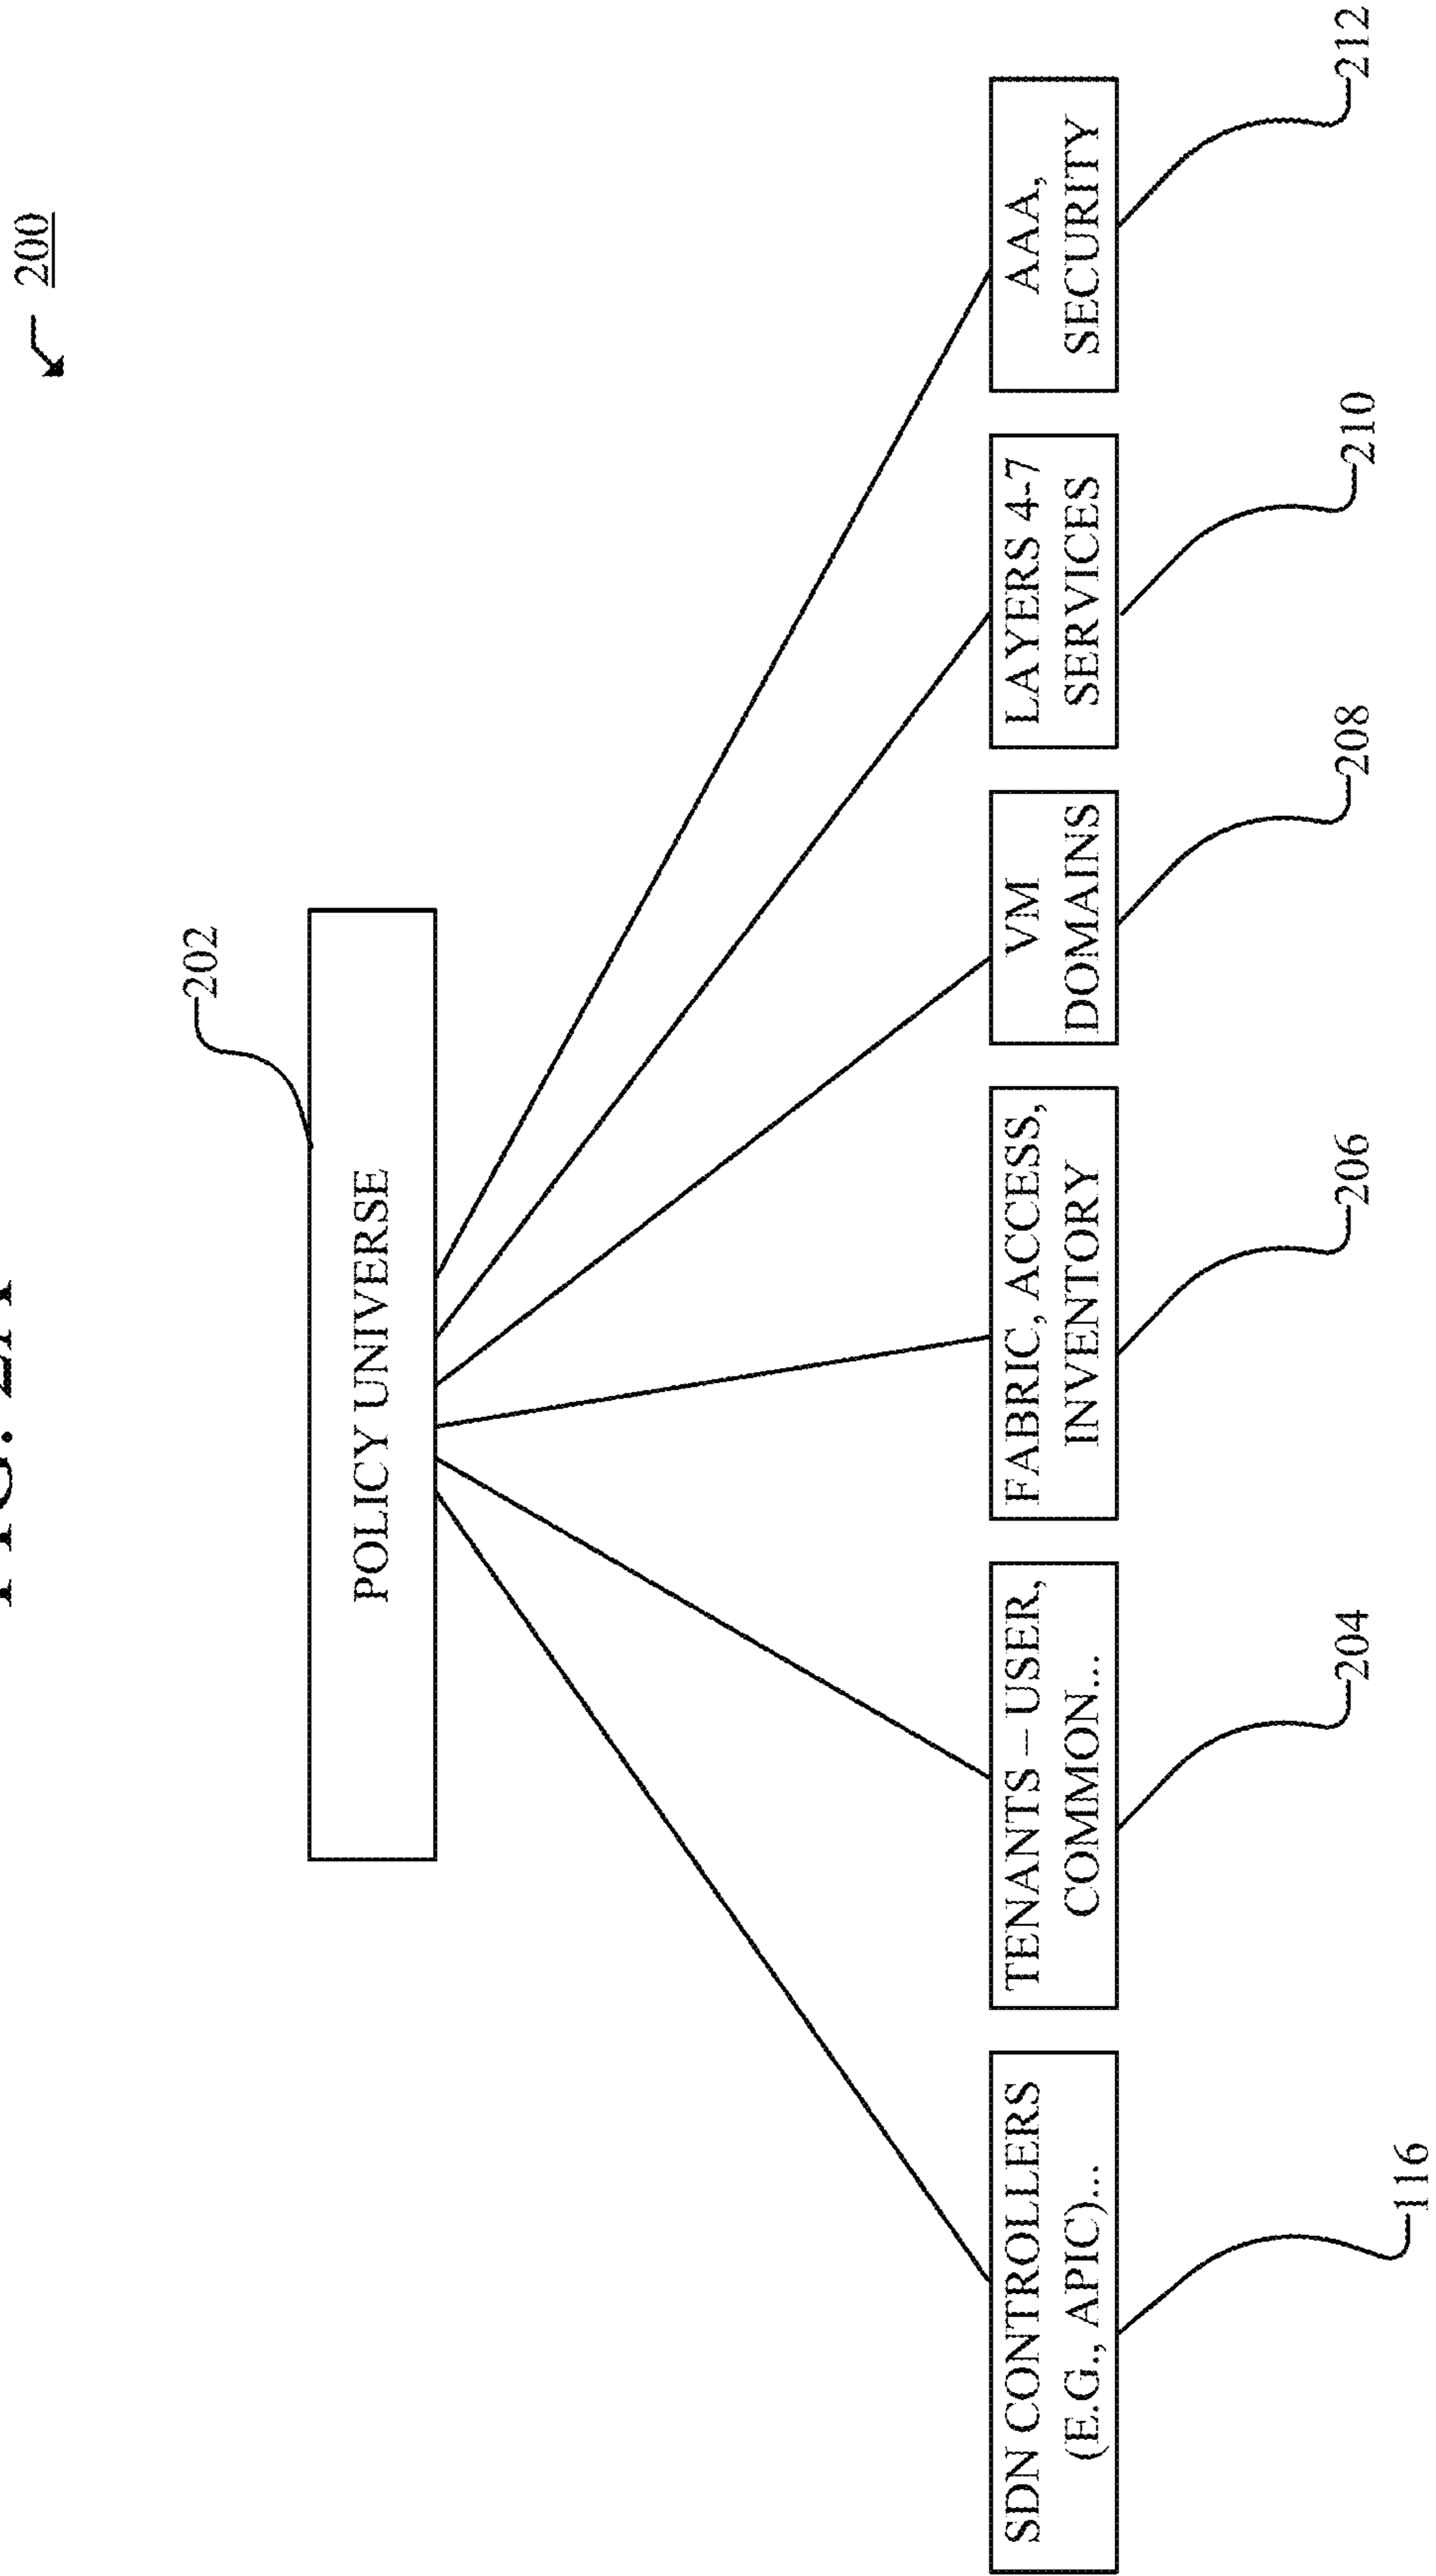 200
202
POLICY UNIVERSE
SDN CONTROLLERS
(E.G., APIC)...
TENANTS – USER,
COMMON...
FABRIC, ACCESS,
INVENTORY
VM
DOMAINS
LAYERS 4-7
SERVICES
AAA,
SECURITY
116
204
206
208
210
212